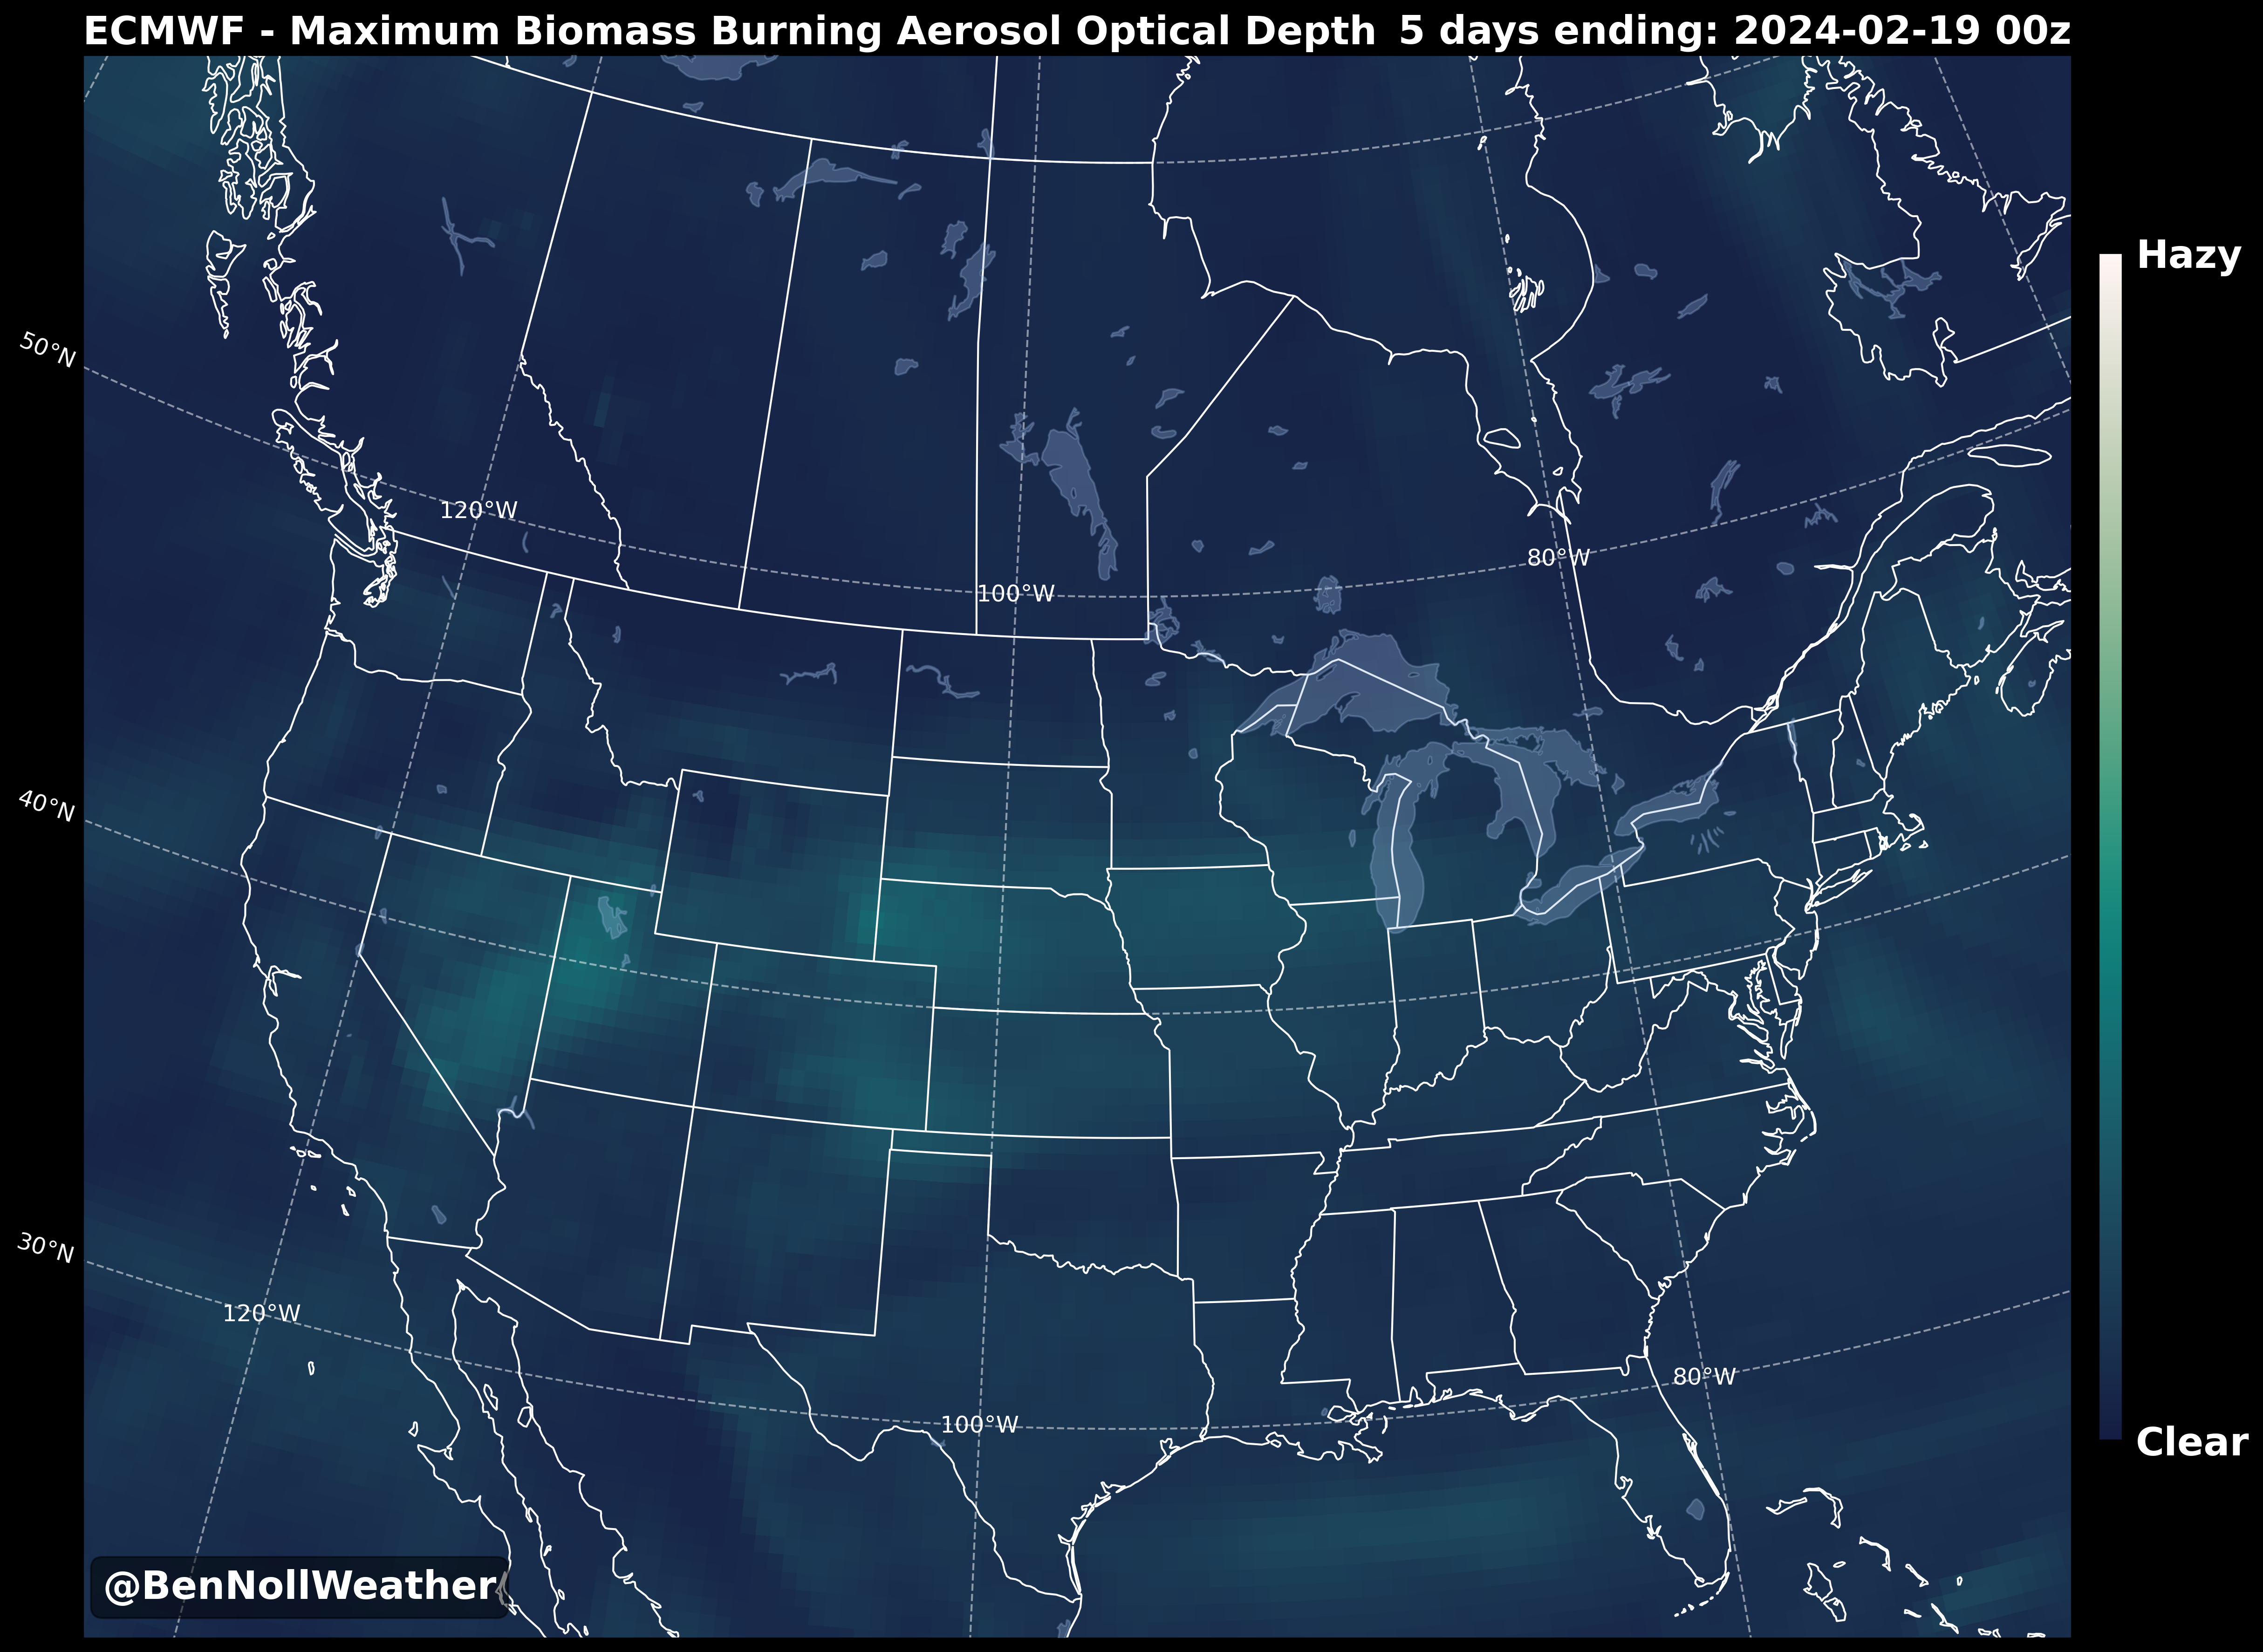 ECMWF - Maximum Biomass Burning Aerosol Optical Depth 5 days ending: 2024-02-19 00z
Hazy
50°N
120°W
80°W
100°W
40°N
30°N
120°W
80°W
100°W
Clear
@BenNollWeather